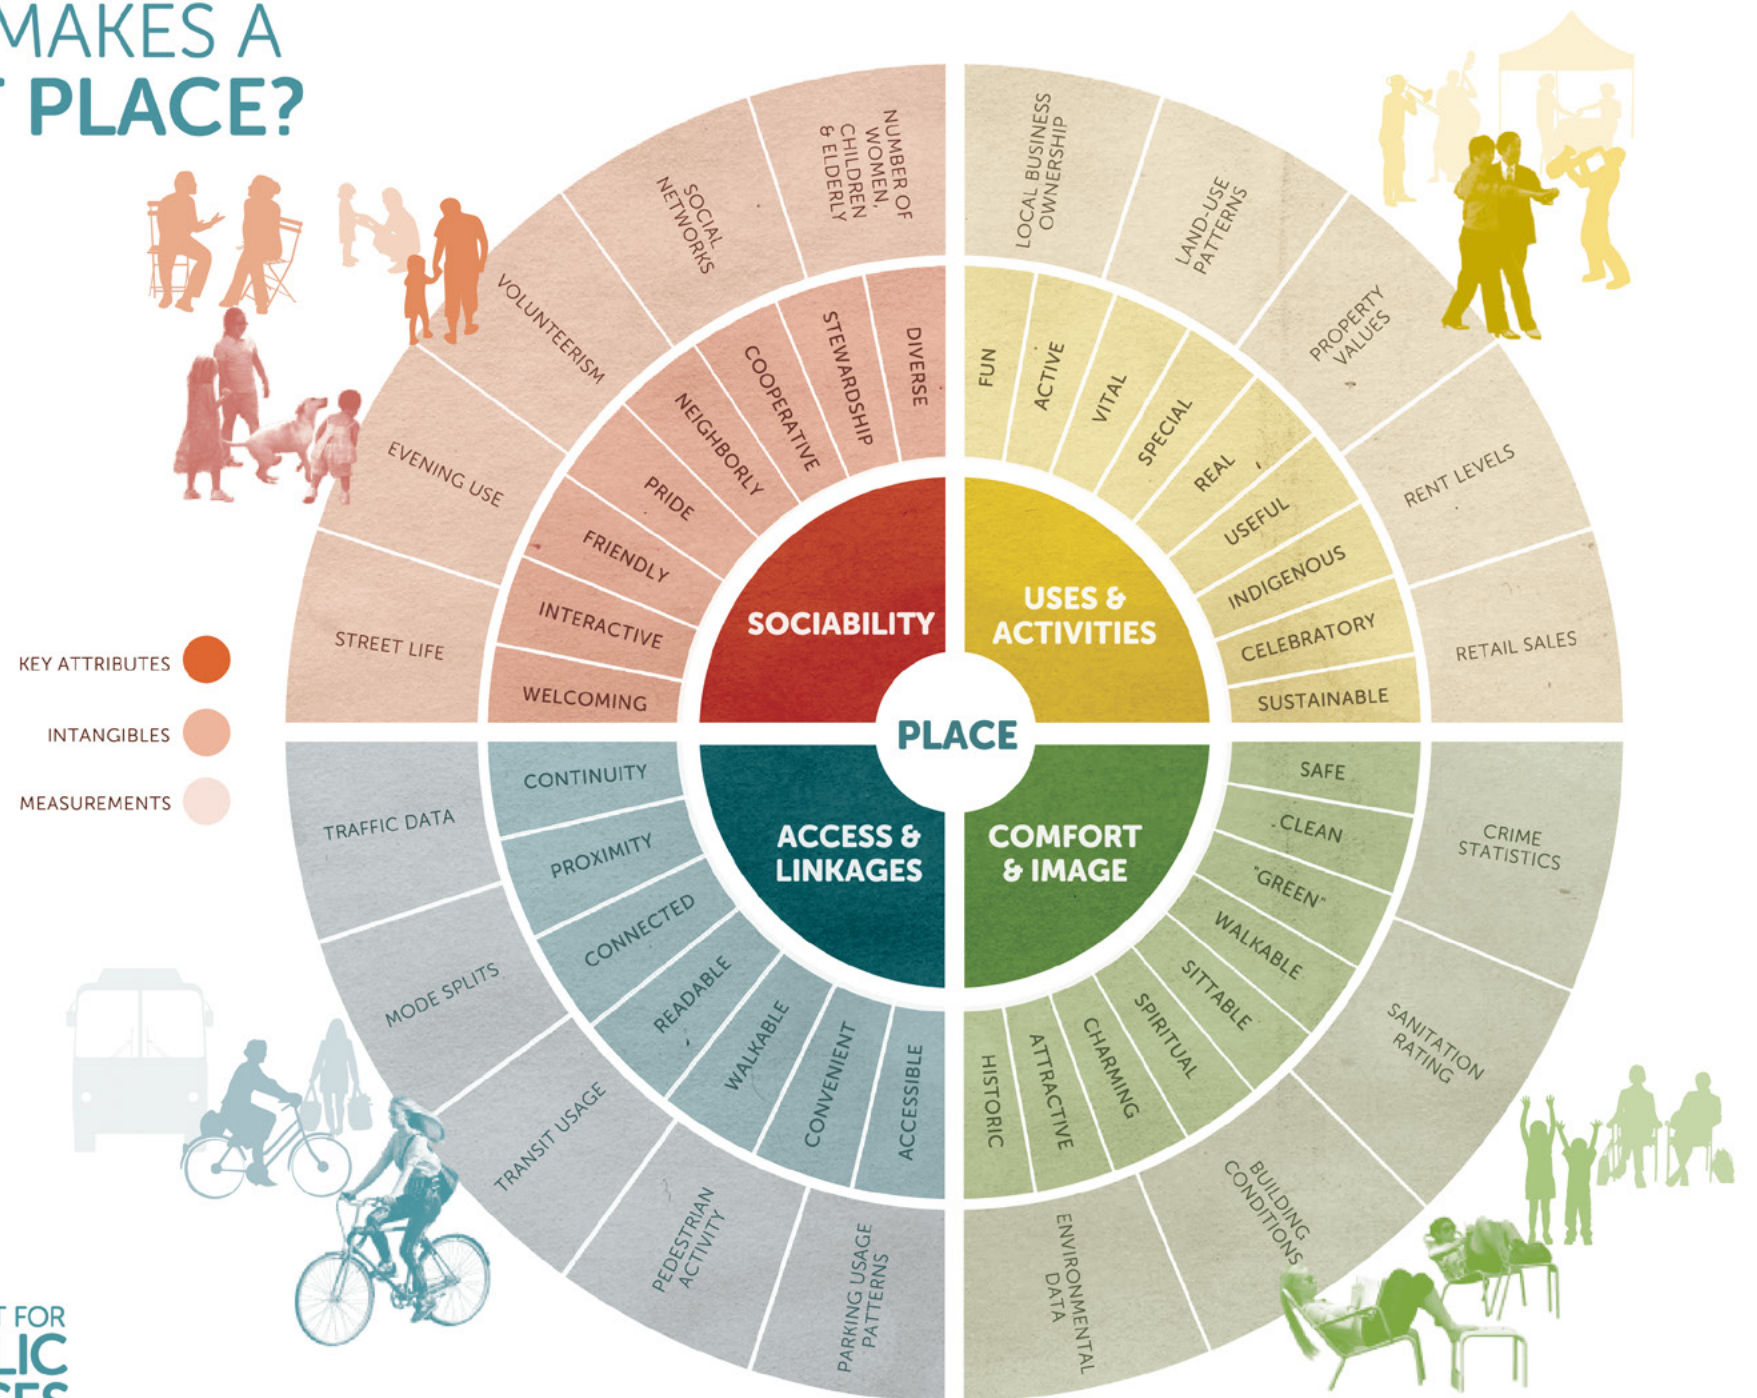 MAKES A
PLACE?
KEY ATTRIBUTES
INTANGIBLES
MEASUREMENTS
PLACE
SOCIABILITY
USES &
ACTIVITIES
ACCESS &
LINKAGES
COMFORT
& IMAGE
DIVERSE
STEWARDSHIP
COOPERATIVE
NEIGHBORLY
PRIDE
FRIENDLY
INTERACTIVE
WELCOMING
NUMBER OF
WOMEN,
CHILDREN
& ELDERLY
SOCIAL
NETWORKS
VOLUNTEERISM
EVENING USE
STREET LIFE
FUN
ACTIVE
VITAL
SPECIAL
REAL
USEFUL
INDIGENOUS
CELEBRATORY
SUSTAINABLE
LOCAL BUSINESS
OWNERSHIP
LAND-USE
PATTERNS
PROPERTY
VALUES
RENT LEVELS
RETAIL SALES
CONTINUITY
PROXIMITY
CONNECTED
READABLE
WALKABLE
CONVENIENT
ACCESSIBLE
TRAFFIC DATA
MODE SPLITS
TRANSIT USAGE
PEDESTRIAN
ACTIVITY
PARKING USAGE
PATTERNS
SAFE
CLEAN
"GREEN"
WALKABLE
SITTABLE
SPIRITUAL
CHARMING
ATTRACTIVE
HISTORIC
CRIME
STATISTICS
SANITATION
RATING
BUILDING
CONDITIONS
ENVIRONMENTAL
DATA
T FOR
LIC
CES